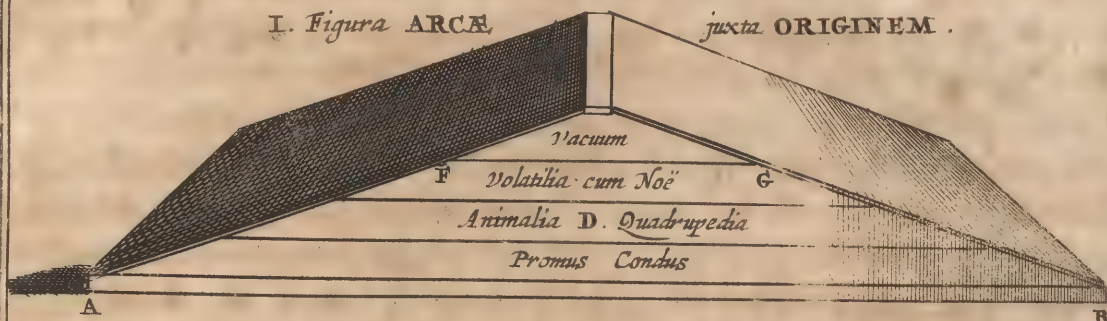 I. Figura ARCÆ juxta ORIGINEM.
Vacuum
F G
Volatilia cum Noë
Animalia D. Quadrupedia
Promus Condus
A B